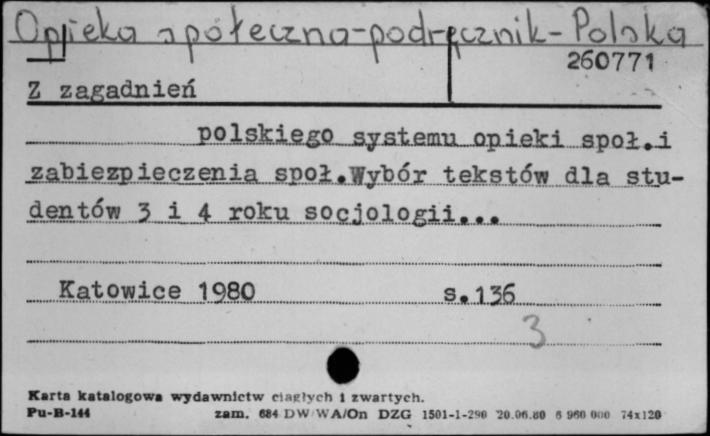 Opieka społeczna-podręcznik-Polska
260771
Z zagadnień
polskiego systemu opieki społ.i
zabiezpieczenia społ.Wybór tekstów dla stu-
dentów 3 i 4 roku socjologii...
Katowice 1980 s.136
3
Karta katalogowa wydawnictw ciągłych i zwartych.
Pu-B-144 zam. 684 DW WA/On DZG 1501-1-290 20.06.80 6 960 000 74x120